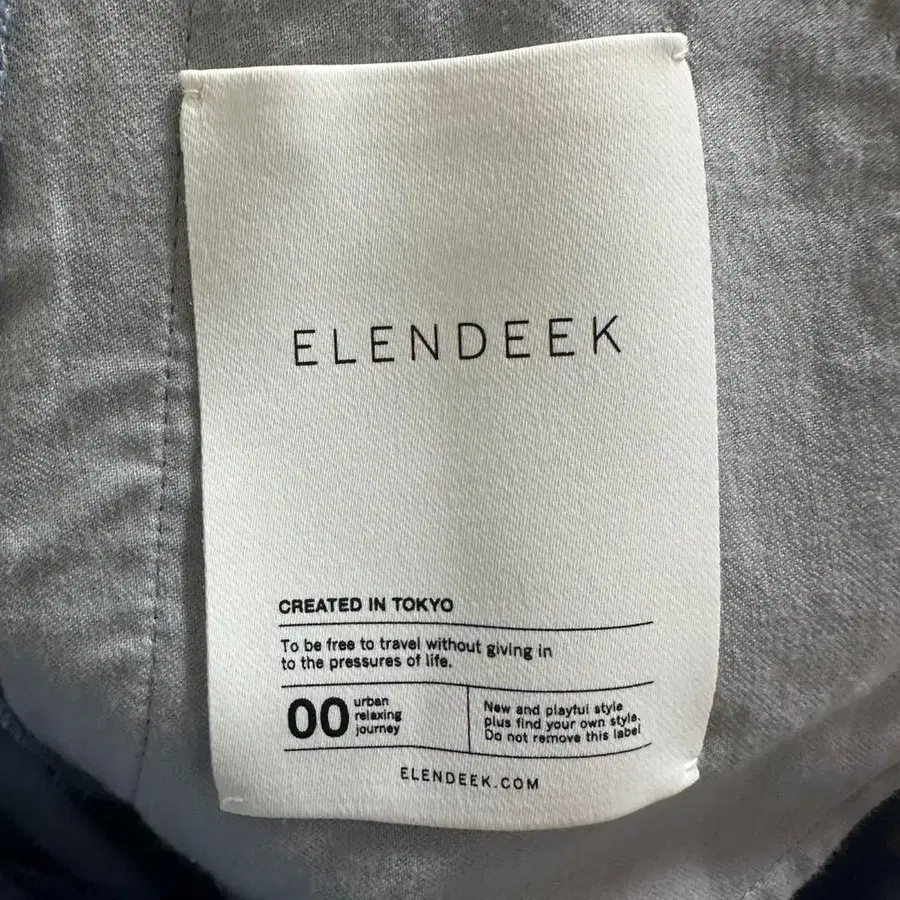 ELENDEEK
CREATED IN TOKYO
To be free to travel without giving in
to the pressures of life.
00
urban
relaxing
journey
New and playful style
plus find your own style.
Do not remove this label
ELENDEEK.COM